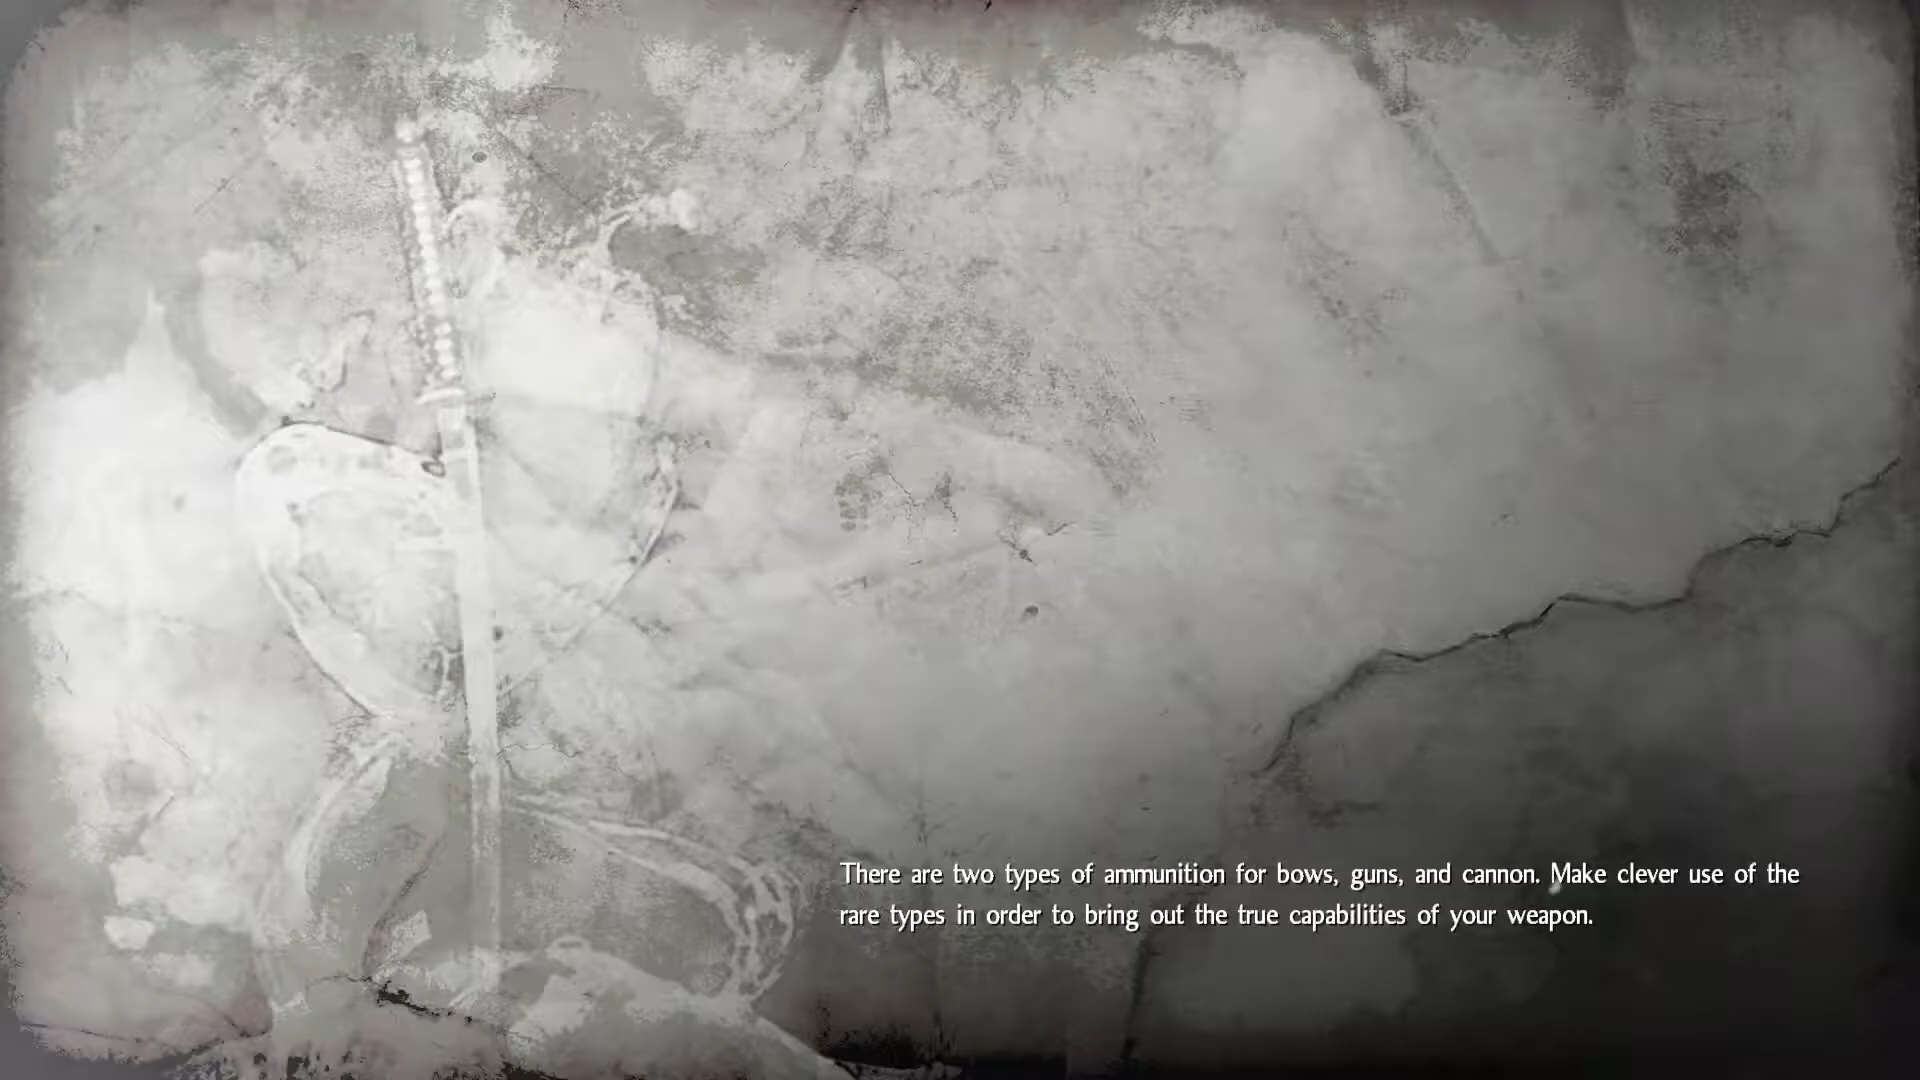 There are two types of ammunition for bows, guns, and cannon. Make clever use of the
rare types in order to bring out the true capabilities of your weapon.